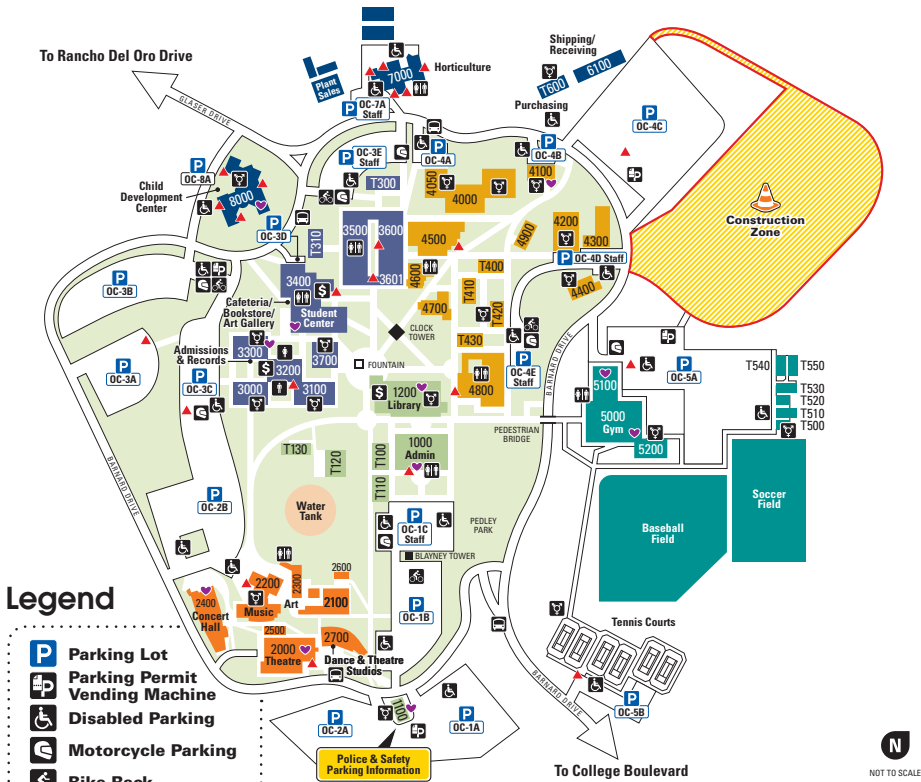 To Rancho Del Oro Drive
GLASER DRIVE
Plant
Sales
7000
Horticulture
P
OC-7A
Staff
Shipping/
Receiving
T600
6100
Purchasing
P
OC-4C
Construction
Zone
P
OC-8A
Child
Development
Center
8000
P
OC-3E
Staff
P
OC-4A
P
OC-4B
T300
4050
4000
4100
P
OC-3D
T310
3500
3600
3601
4500
4600
4900
4200
4300
P
OC-4D Staff
T400
T410
T420
4400
P
OC-3B
3400
$
Cafeteria/
Bookstore/
Art Gallery
Student
Center
4700
CLOCK
TOWER
T430
Admissions
& Records
3300
$
3200
3700
FOUNTAIN
P
OC-3A
P
OC-3C
3000
3100
$
1200
Library
4800
P
OC-4E
Staff
BARNARD DRIVE
5100
P
OC-5A
T540
T550
T530
T520
T510
T500
5000
Gym
5200
PEDESTRIAN
BRIDGE
1000
Admin
T130
T120
T100
T110
BARNARD DRIVE
P
OC-2B
Water
Tank
P
OC-1C
Staff
PEDLEY
PARK
Baseball
Field
Soccer
Field
BLAYNEY TOWER
2200
Music
2300
Art
2600
2100
P
OC-1B
2400
Concert
Hall
2500
2000
Theatre
2700
Dance & Theatre
Studios
Tennis Courts
P
OC-5B
BARNARD DRIVE
P
OC-2A
1100
P
OC-1A
Police & Safety
Parking Information
To College Boulevard
N
NOT TO SCALE
Legend
P
Parking Lot
Parking Permit
Vending Machine
Disabled Parking
Motorcycle Parking
Bike Rack